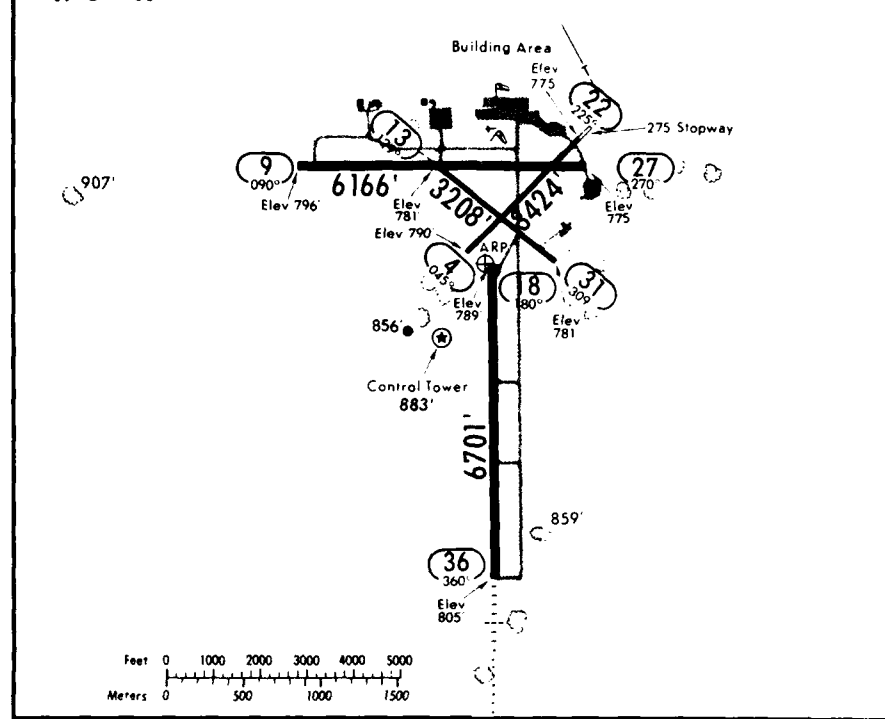 Building Area
Elev
775
22
225°
275 Stopway
13
9
090°
27
270°
907'
6166'
3208'
3424'
Elev 796'
Elev
781'
Elev
775
Elev 790
ARP
4
045°
18
180°
31
309
Elev
789
Elev
781
856'
Control Tower
883'
6701'
859'
36
360°
Elev
805
Feet 0 1000 2000 3000 4000 5000
Meters 0 500 1000 1500